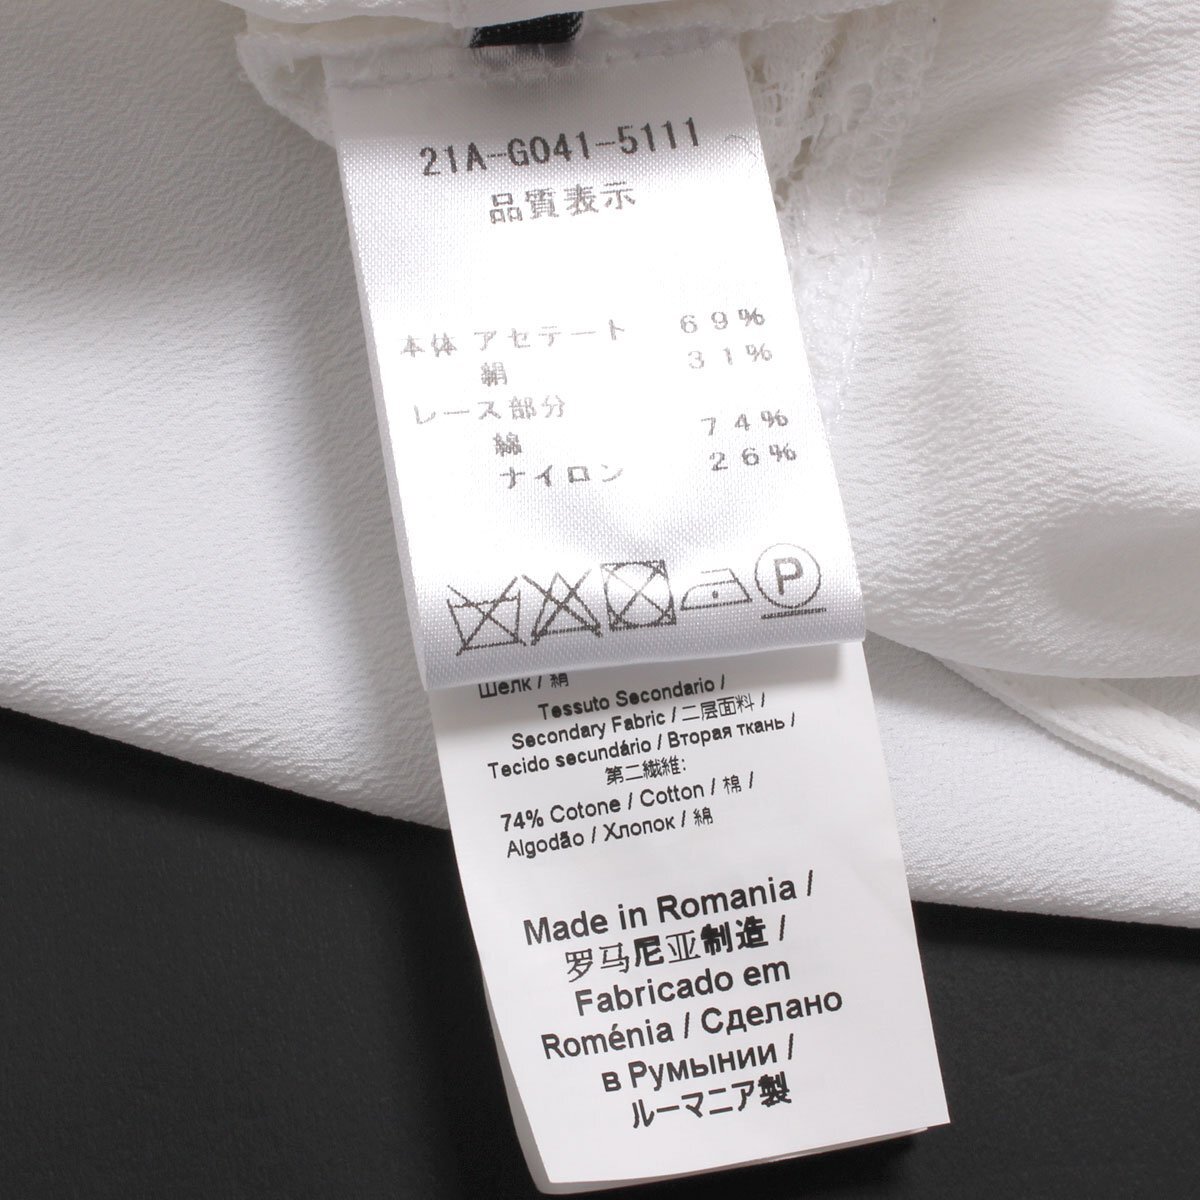 21A-G041-5111
品質表示
本体 アセテート 69%
絹 31%
レース部分
綿 74%
ナイロン 26%
P
Шелк / 絹
Tessuto Secondario /
Secondary Fabric / 二层面料 /
Tecido secundário / Вторая ткань /
第二繊維:
74% Cotone / Cotton / 棉 /
Algodão / Хлопок / 綿
Made in Romania /
罗马尼亚制造 /
Fabricado em
Roménia / Сделано
в Румынии /
ルーマニア製